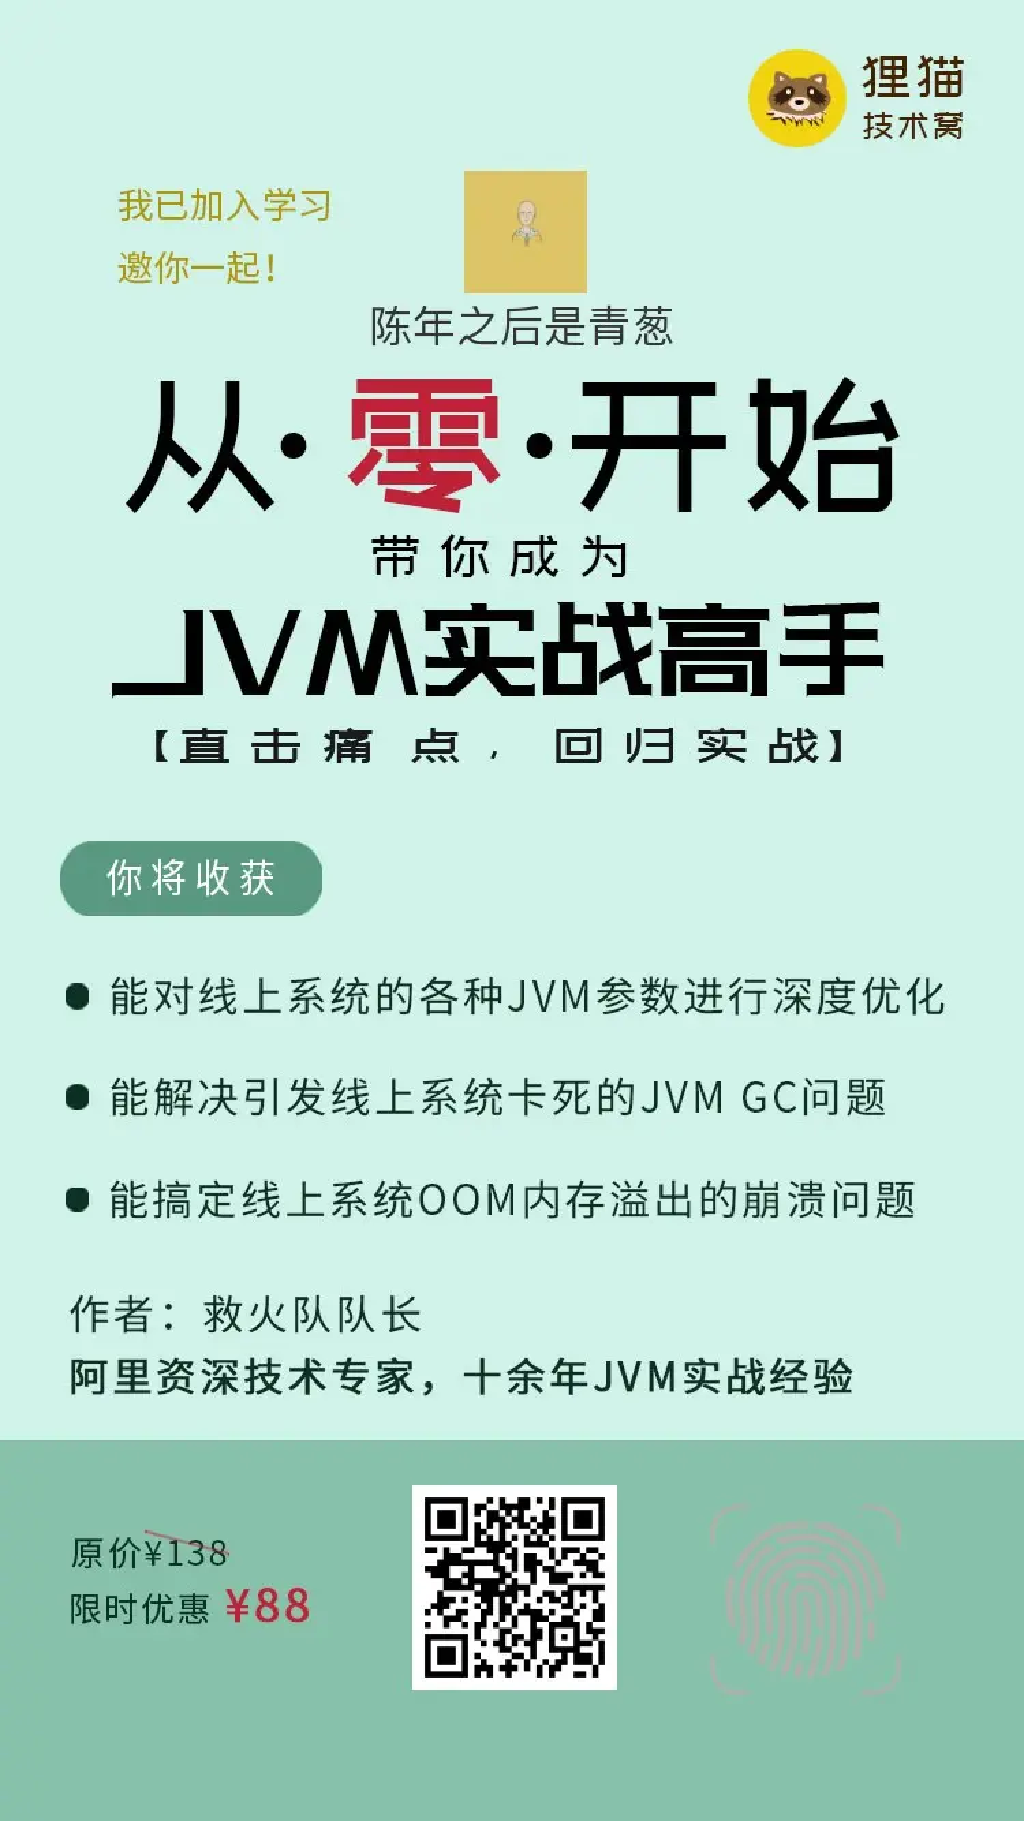 狸猫
技术窝
我已加入学习
邀你一起！
陈年之后是青葱
从·零·开始
带你成为
JVM实战高手
【直击痛点，回归实战】
你将收获
● 能对线上系统的各种JVM参数进行深度优化
● 能解决引发线上系统卡死的JVM GC问题
● 能搞定线上系统OOM内存溢出的崩溃问题
作者：救火队队长
阿里资深技术专家，十余年JVM实战经验
原价¥138
限时优惠 ¥88